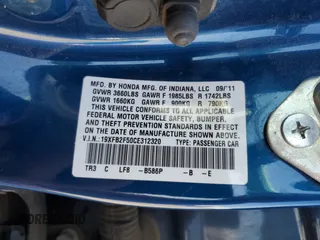 MFD. BY HONDA MFG. OF INDIANA, LLC 09/11
GVWR 3660LBS GAWR F 1985LBS R 1742LBS
GVWR 1660KG GAWR F 900KG R 790KG
THIS VEHICLE CONFORMS TO ALL APPLICABLE
FEDERAL MOTOR VEHICLE SAFETY, BUMPER,
AND THEFT PREVENTION STANDARDS IN EFFECT
ON THE DATE OF MANUFACTURE SHOWN ABOVE.
V.I.N.: 19XFB2F50CE312320 TYPE: PASSENGER CAR
TR3 C LF8 -B586P -B -E